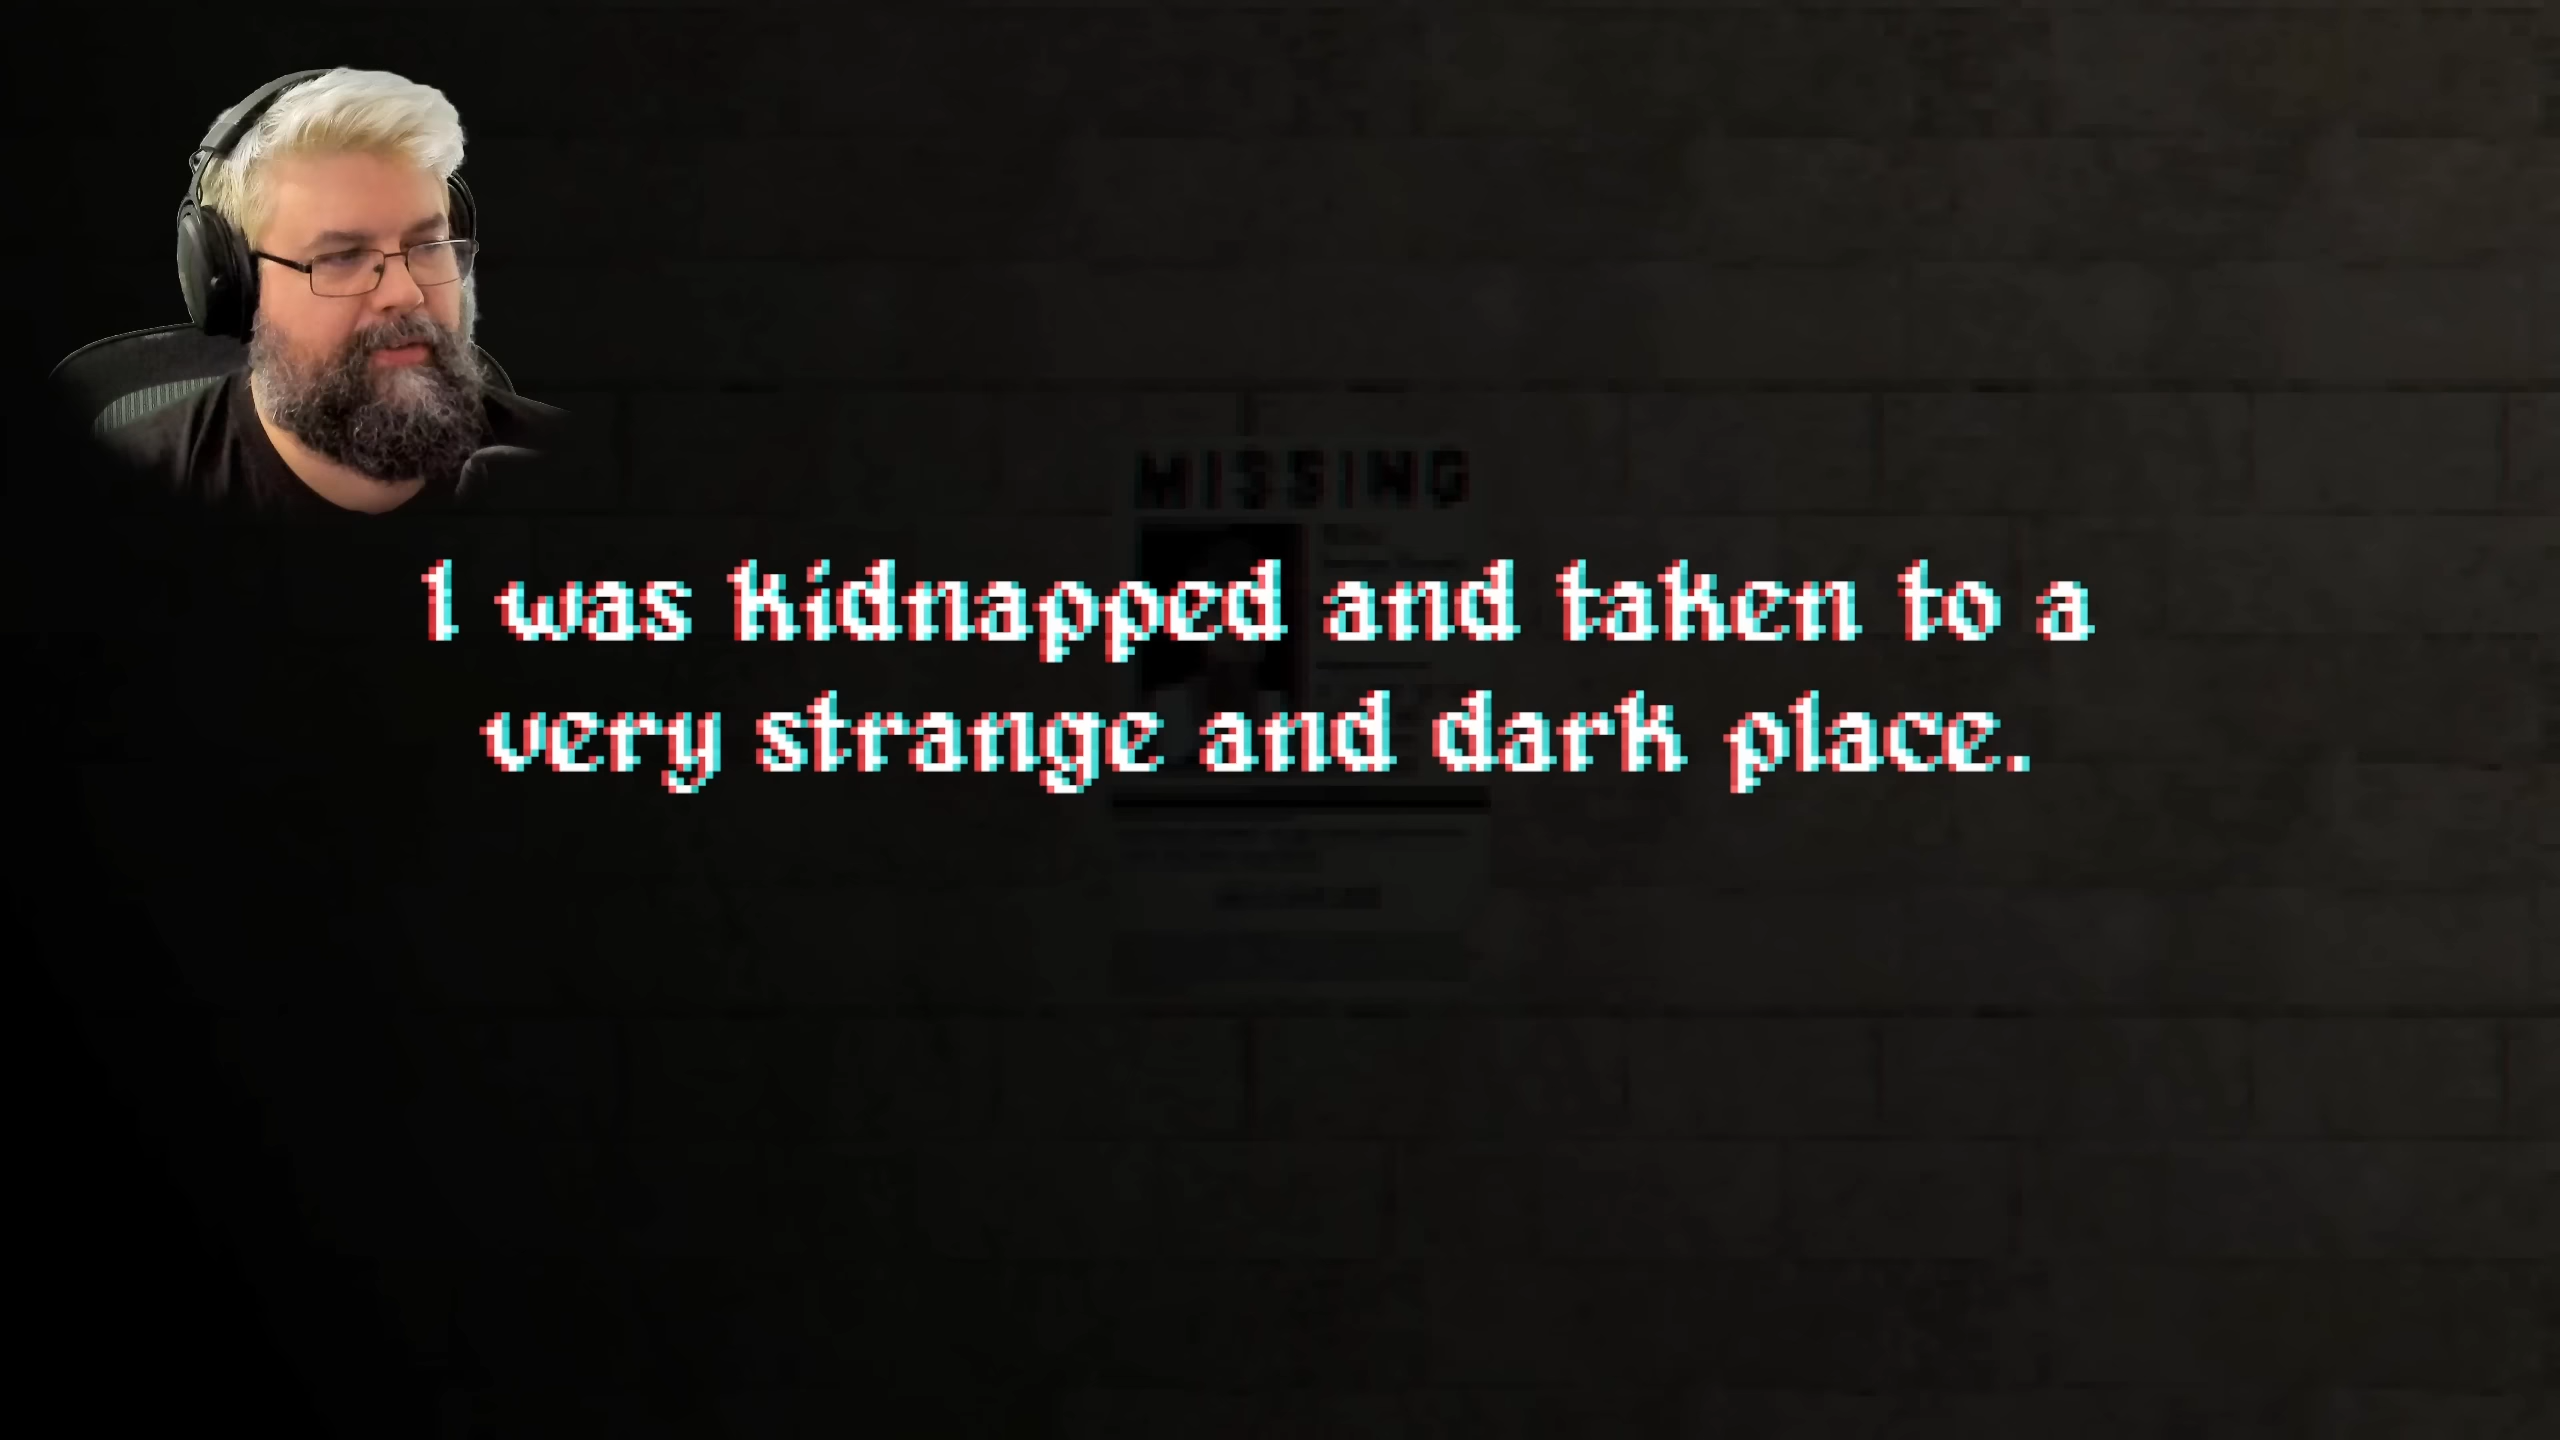 MISSING
I was kidnapped and taken to a
very strange and dark place.